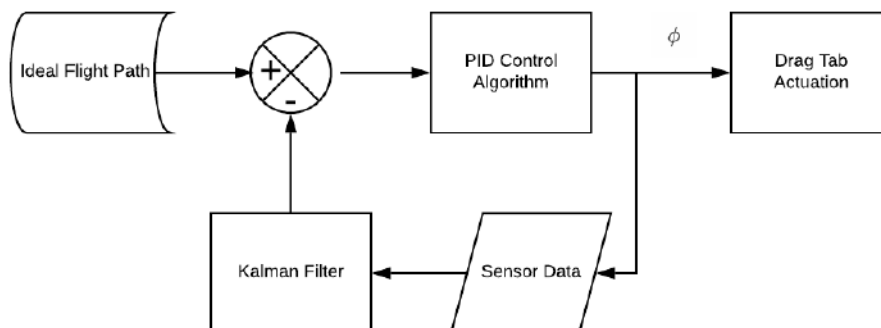 Ideal Flight Path
+
-
PID Control
Algorithm
ϕ
Drag Tab
Actuation
Kalman Filter
Sensor Data